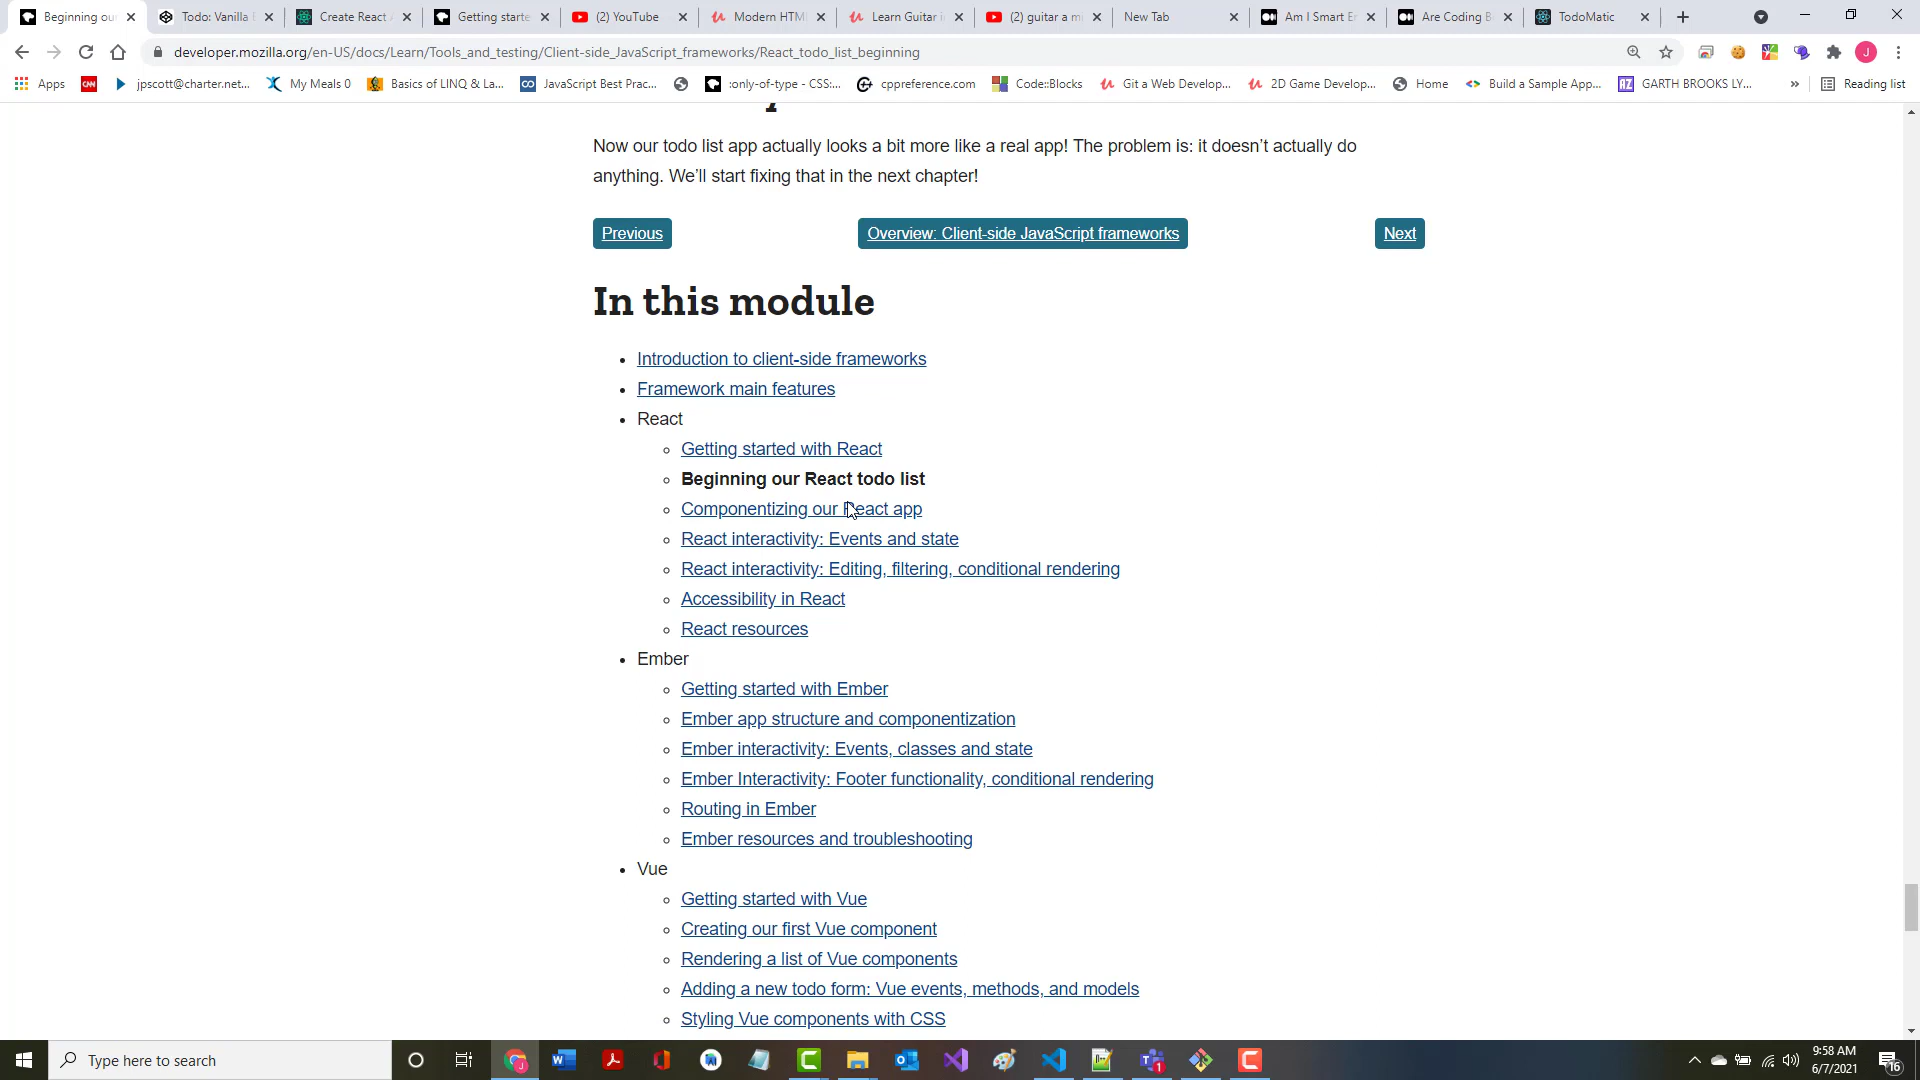 Beginning ou
Todo: Vanilla
Create React
Getting starte
(2) YouTube
Modern HTM
Learn Guitar i
(2) guitar a m
New Tab
Am I Smart E
Are Coding B
TodoMatic
developer.mozilla.org/en-US/docs/Learn/Tools_and_testing/Client-side_JavaScript_frameworks/React_todo_list_beginning
J
Apps
CNN
jpscott@charter.net...
My Meals 0
Basics of LINQ & La...
JavaScript Best Prac...
:only-of-type - CSS:...
cppreference.com
Code::Blocks
Git a Web Develop...
2D Game Develop...
Home
Build a Sample App...
GARTH BROOKS LY...
»
Reading list
Now our todo list app actually looks a bit more like a real app! The problem is: it doesn't actually do
anything. We'll start fixing that in the next chapter!
Previous
Overview: Client-side JavaScript frameworks
Next
In this module
Introduction to client-side frameworks
Framework main features
React
Getting started with React
Beginning our React todo list
Componentizing our React app
React interactivity: Events and state
React interactivity: Editing, filtering, conditional rendering
Accessibility in React
React resources
Ember
Getting started with Ember
Ember app structure and componentization
Ember interactivity: Events, classes and state
Ember Interactivity: Footer functionality, conditional rendering
Routing in Ember
Ember resources and troubleshooting
Vue
Getting started with Vue
Creating our first Vue component
Rendering a list of Vue components
Adding a new todo form: Vue events, methods, and models
Styling Vue components with CSS
Type here to search
9:58 AM
6/7/2021
16